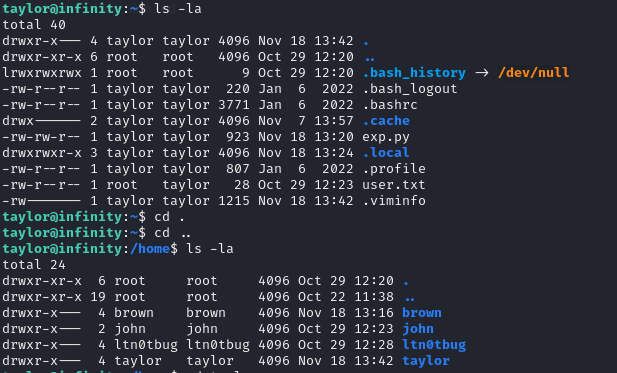 taylor@infinity:~$ ls -la
total 40
drwxr-x--- 4 taylor taylor 4096 Nov 18 13:42 .
drwxr-xr-x 6 root   root   4096 Oct 29 12:20 ..
lrwxrwxrwx 1 root   root      9 Oct 29 12:20 .bash_history -> /dev/null
-rw-r--r-- 1 taylor taylor  220 Jan  6  2022 .bash_logout
-rw-r--r-- 1 taylor taylor 3771 Jan  6  2022 .bashrc
drwx------ 2 taylor taylor 4096 Nov  7 13:57 .cache
-rw-rw-r-- 1 taylor taylor  923 Nov 18 13:20 exp.py
drwxrwxr-x 3 taylor taylor 4096 Nov 18 13:24 .local
-rw-r--r-- 1 taylor taylor  807 Jan  6  2022 .profile
-rw-r--r-- 1 taylor root     28 Oct 29 12:23 user.txt
-rw------- 1 taylor taylor 1215 Nov 18 13:42 .viminfo
taylor@infinity:~$ cd .
taylor@infinity:~$ cd ..
taylor@infinity:/home$ ls -la
total 24
drwxr-xr-x  6 root     root     4096 Oct 29 12:20 .
drwxr-xr-x 19 root     root     4096 Oct 22 11:38 ..
drwxr-x---  4 brown    brown    4096 Nov 18 13:16 brown
drwxr-x---  2 john     john     4096 Oct 29 12:23 john
drwxr-x---  4 ltn0tbug ltn0tbug 4096 Oct 29 12:28 ltn0tbug
drwxr-x---  4 taylor   taylor   4096 Nov 18 13:42 taylor